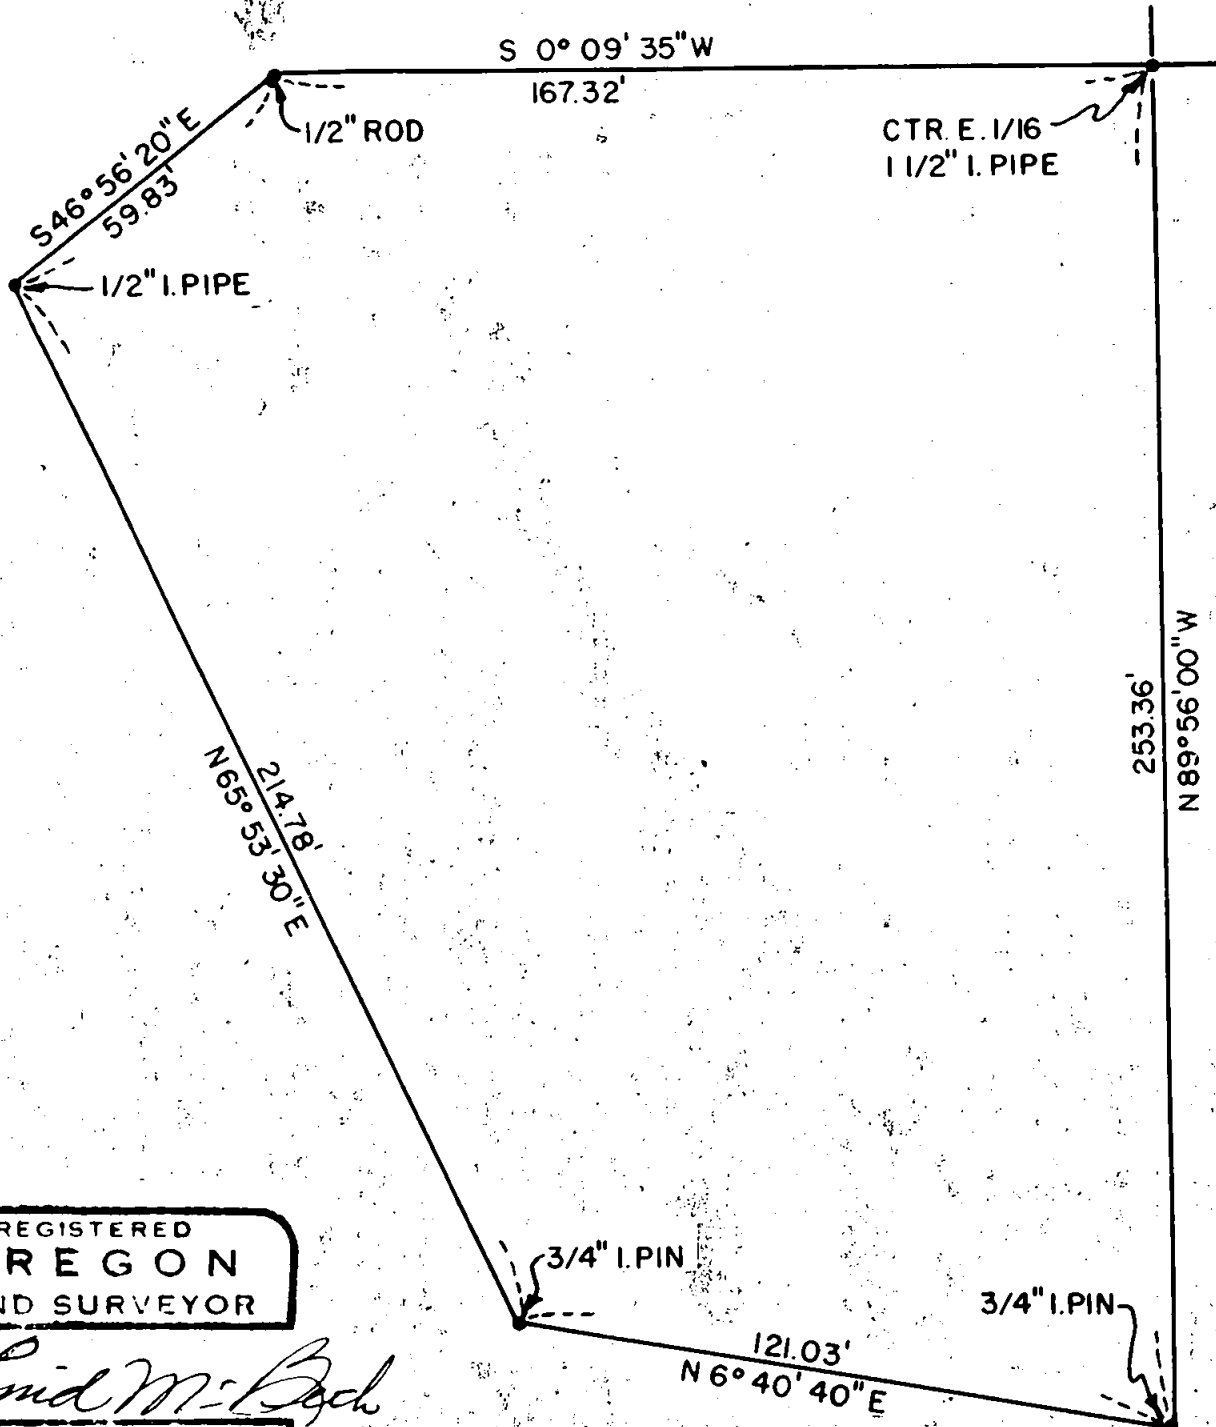 S 0° 09' 35" W
167.32'
1/2" ROD
CTR. E. 1/16
1 1/2" I. PIPE
S 46° 56' 20" E
59.83'
1/2" I. PIPE
253.36'
N 89° 56' 00" W
214.78'
N 65° 53' 30" E
3/4" I. PIN
3/4" I. PIN
121.03'
N 6° 40' 40" E
REGISTERED
REGON
ND SURVEYOR